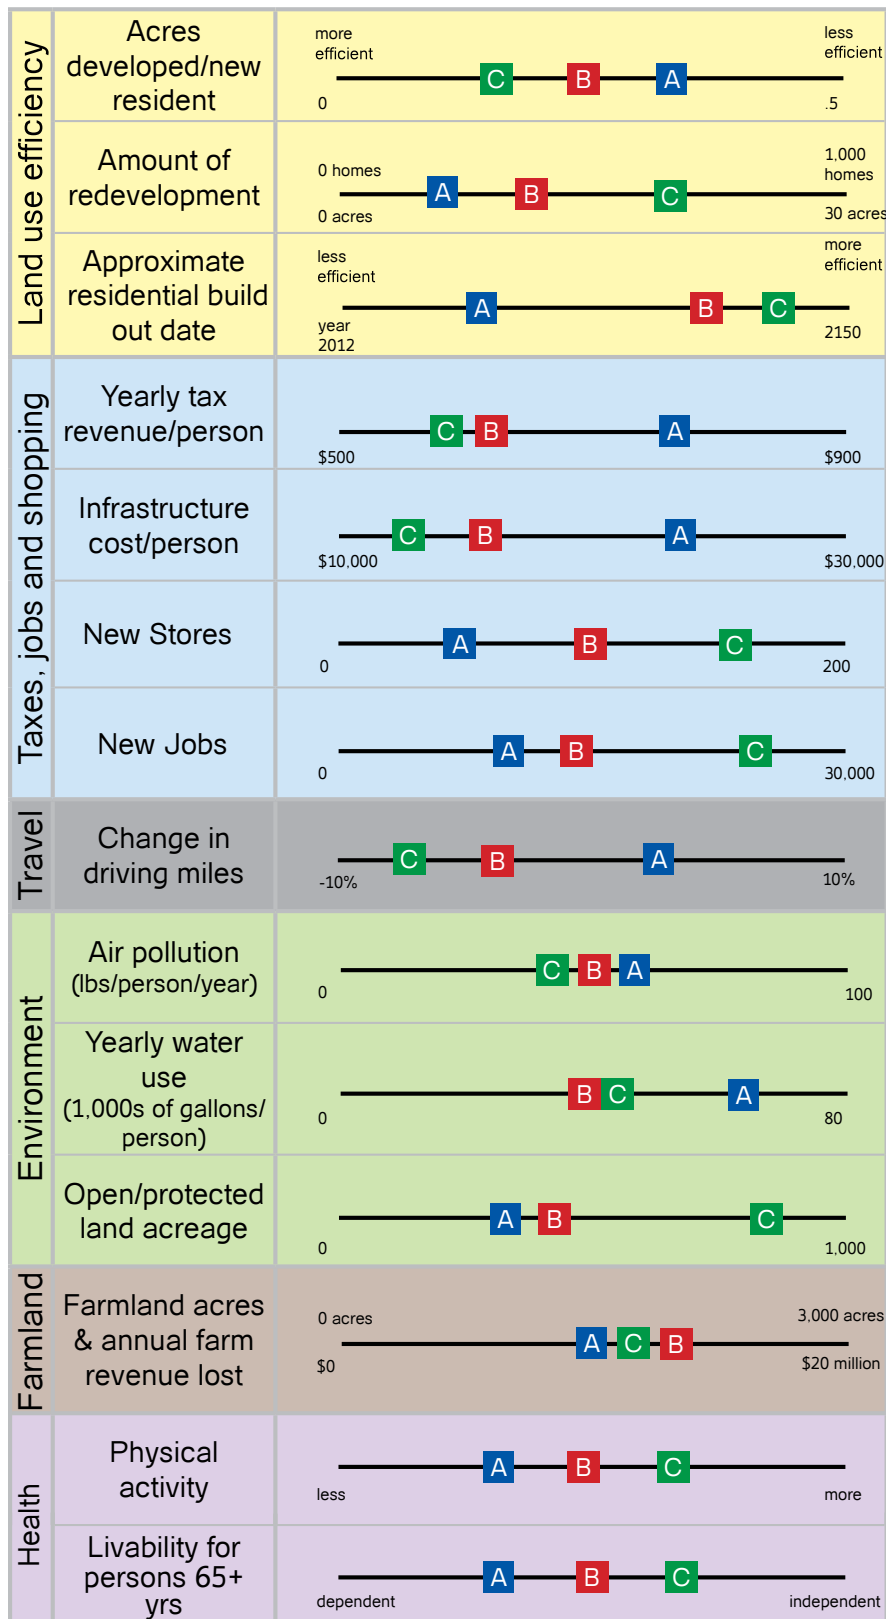 Land use efficiency
Acres
developed/new
resident
more
efficient
less
efficient
C
B
A
0
.5
Amount of
redevelopment
0 homes
1,000
homes
A
B
C
0 acres
30 acres
Approximate
residential build
out date
less
efficient
more
efficient
A
B
C
year
2012
2150
Taxes, jobs and shopping
Yearly tax
revenue/person
C
B
A
$500
$900
Infrastructure
cost/person
C
B
A
$10,000
$30,000
New Stores
A
B
C
0
200
New Jobs
A
B
C
0
30,000
Travel
Change in
driving miles
C
B
A
-10%
10%
Environment
Air pollution
(lbs/person/year)
C
B
A
0
100
Yearly water
use
(1,000s of gallons/
person)
B
C
A
0
80
Open/protected
land acreage
A
B
C
0
1,000
Farmland
Farmland acres
& annual farm
revenue lost
0 acres
3,000 acres
A
C
B
$0
$20 million
Health
Physical
activity
A
B
C
less
more
Livability for
persons 65+
yrs
A
B
C
dependent
independent